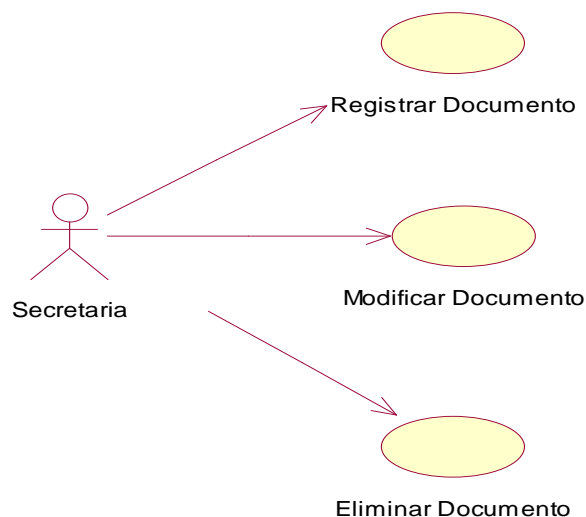 Registrar Documento
Secretaria
Modificar Documento
Eliminar Documento